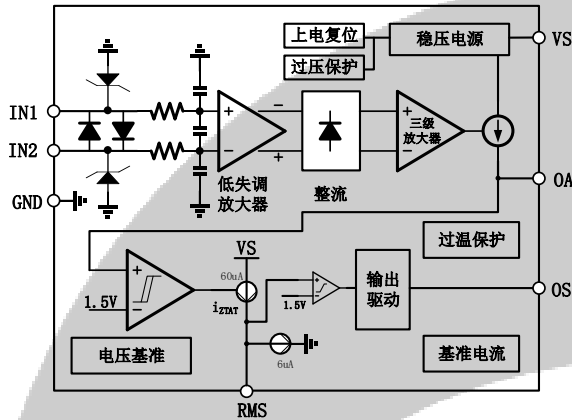 上电复位
稳压电源
VS
过压保护
IN1
+
−
+
三级
放大器
IN2
−
+
−
低失调
放大器
整流
GND
OA
过温保护
VS
+
60uA
+
输出
驱动
OS
1.5V
−
iZTAT
1.5V
−
电压基准
6uA
基准电流
RMS